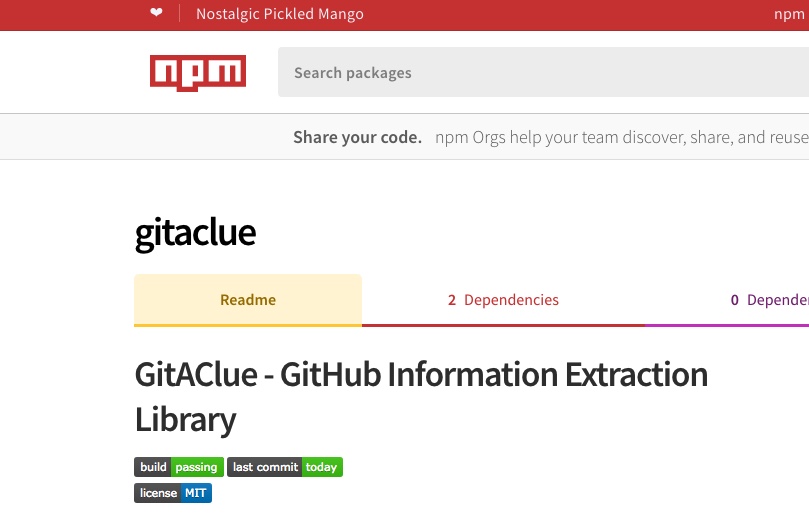 ❤ Nostalgic Pickled Mango npm
npm Search packages
Share your code. npm Orgs help your team discover, share, and reuse
gitaclue
Readme 2 Dependencies 0 Depende
GitAClue - GitHub Information Extraction
Library
build passing last commit today
license MIT